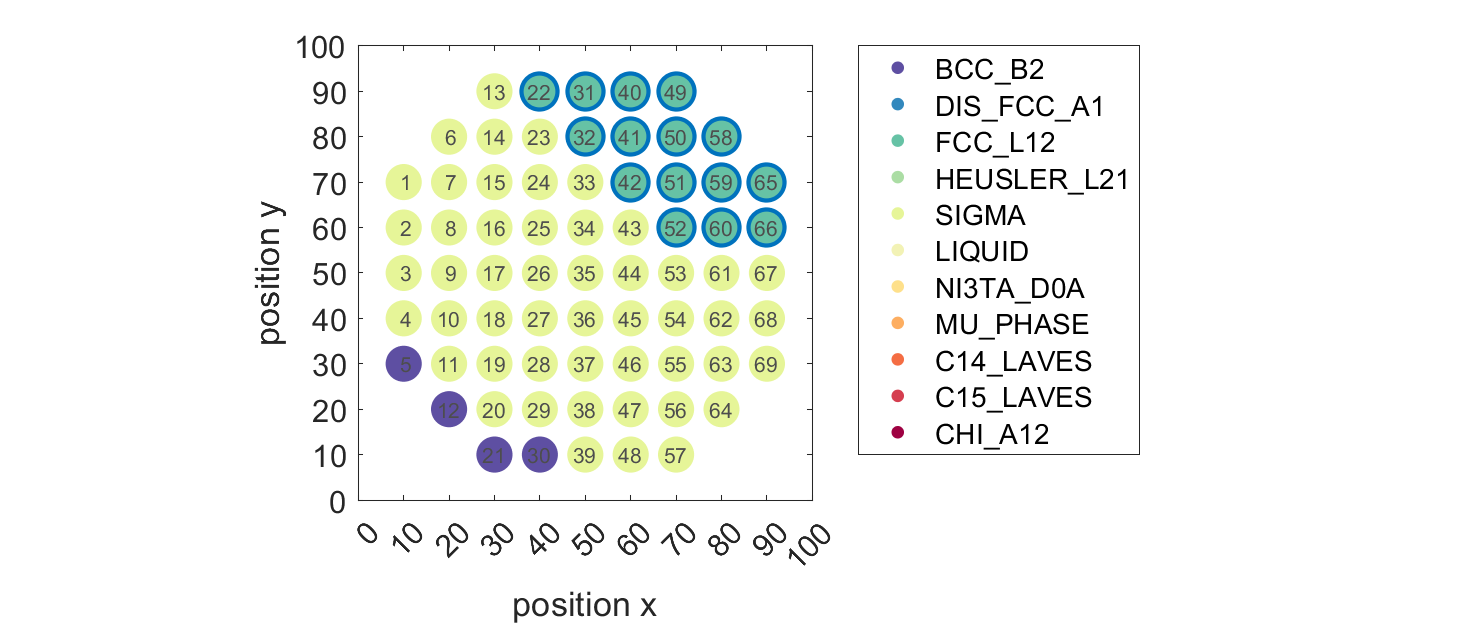 100
90
80
70
60
50
40
30
20
10
0
position y
13 22 31 40 49
6 14 23 32 41 50 58
1 7 15 24 33 42 51 59 65
2 8 16 25 34 43 52 60 66
3 9 17 26 35 44 53 61 67
4 10 18 27 36 45 54 62 68
5 11 19 28 37 46 55 63 69
12 20 29 38 47 56 64
21 30 39 48 57
0 10 20 30 40 50 60 70 80 90 100
position x
BCC_B2
DIS_FCC_A1
FCC_L12
HEUSLER_L21
SIGMA
LIQUID
NI3TA_D0A
MU_PHASE
C14_LAVES
C15_LAVES
CHI_A12